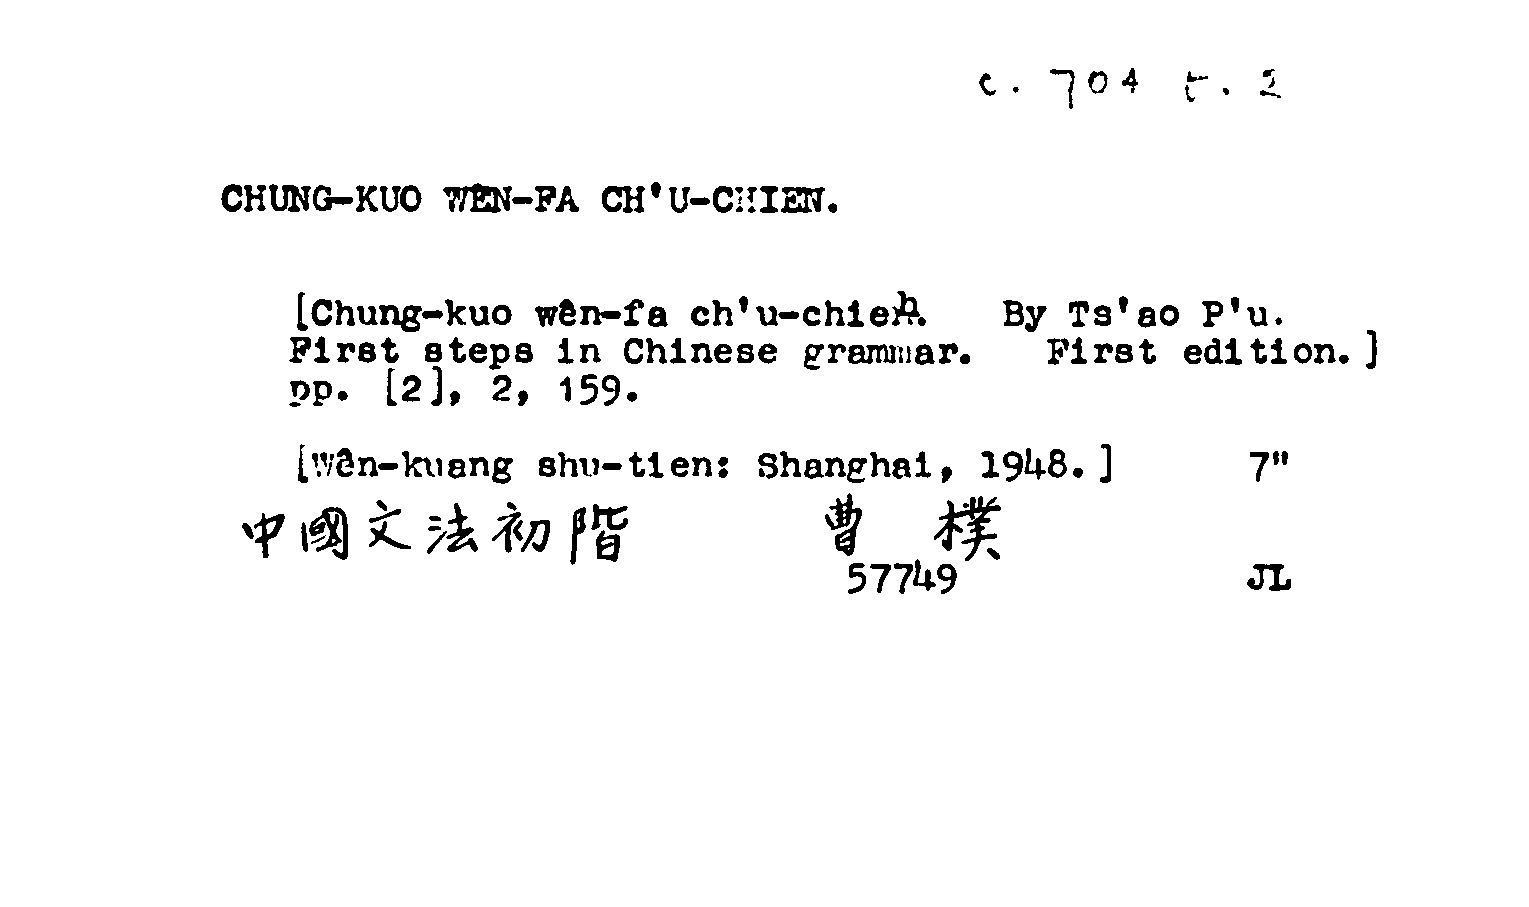 c. 704 t. 2
CHUNG-KUO WÊN-FA CH'U-CHIEN.
[Chung-kuo wên-fa ch'u-chien. By Ts'ao P'u.
First steps in Chinese grammar. First edition.]
pp. [2], 2, 159.
[Wên-kuang shu-tien: Shanghai, 1948.] 7"
中國文法初階 曹 樸
57749 JL